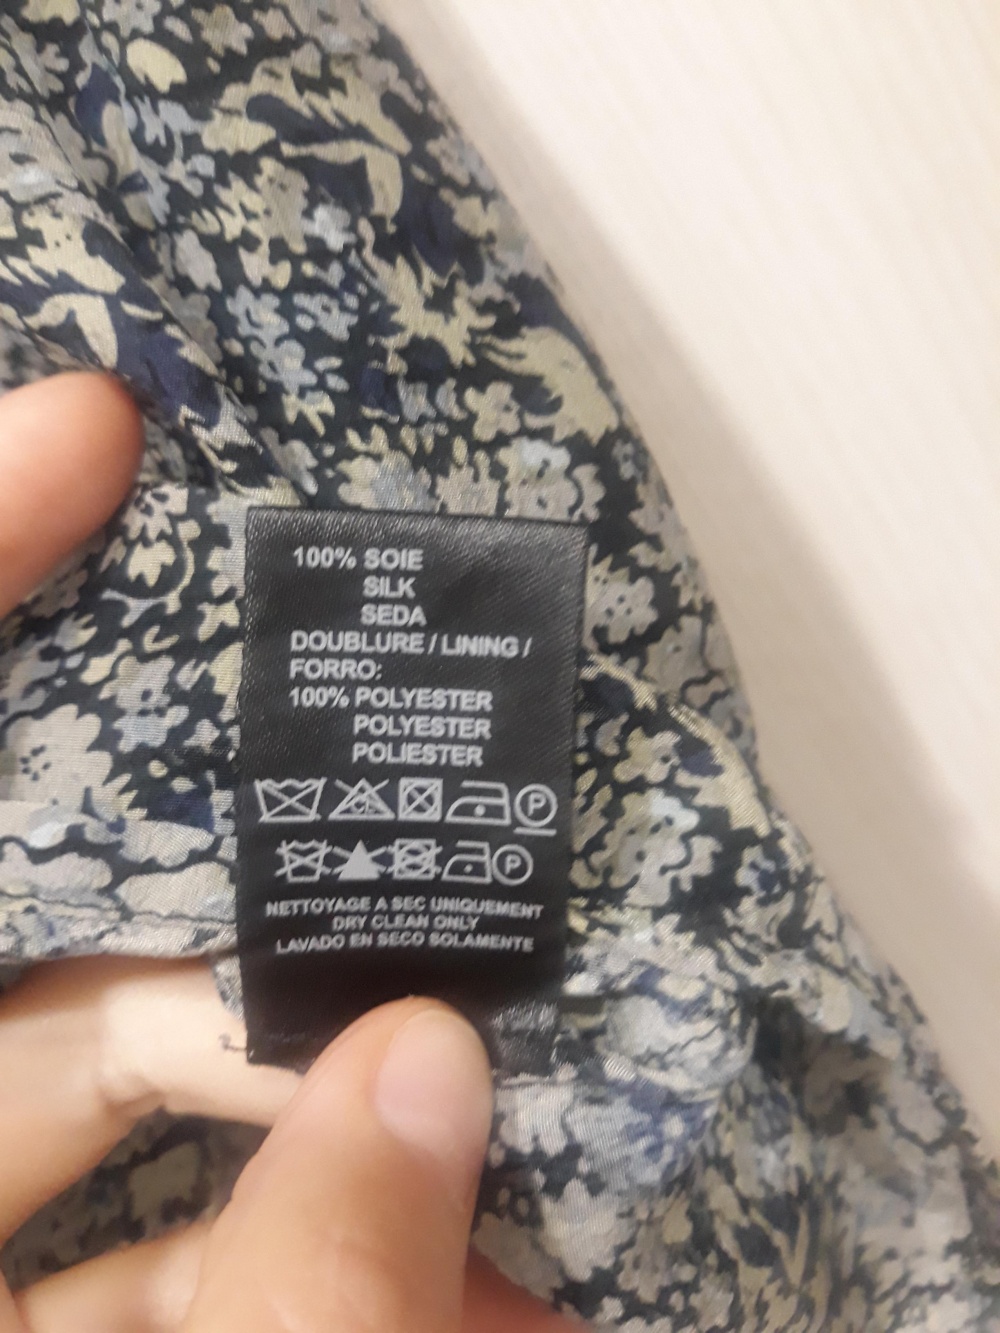 100% SOIE
SILK
SEDA
DOUBLURE / LINING /
FORRO:
100% POLYESTER
POLYESTER
POLIESTER
CL P
P
NETTOYAGE A SEC UNIQUEMENT
DRY CLEAN ONLY
LAVADO EN SECO SOLAMENTE